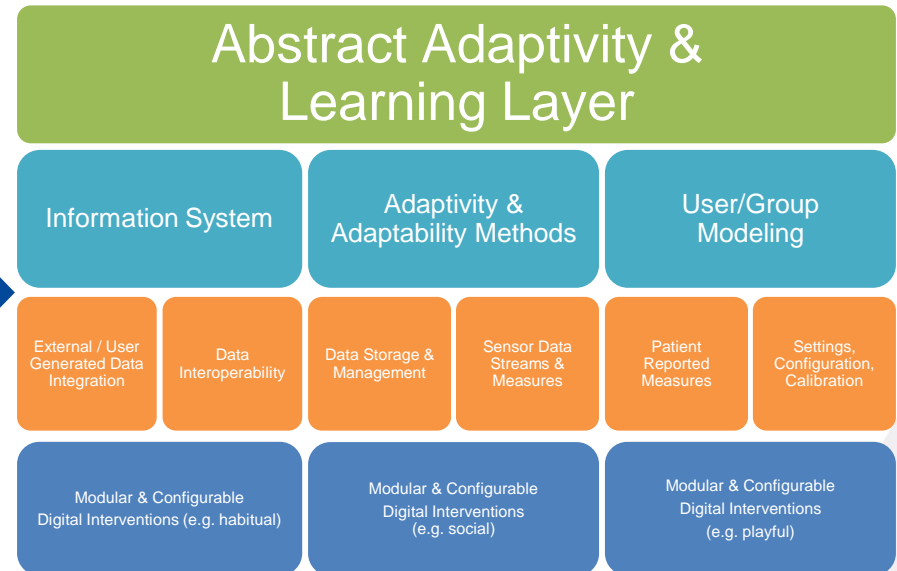 Abstract Adaptivity &
Learning Layer
Information System
Adaptivity &
Adaptability Methods
User/Group
Modeling
External / User
Generated Data
Integration
Data
Interoperability
Data Storage &
Management
Sensor Data
Streams &
Measures
Patient
Reported
Measures
Settings,
Configuration,
Calibration
Modular & Configurable
Digital Interventions (e.g. habitual)
Modular & Configurable
Digital Interventions
(e.g. social)
Modular & Configurable
Digital Interventions
(e.g. playful)